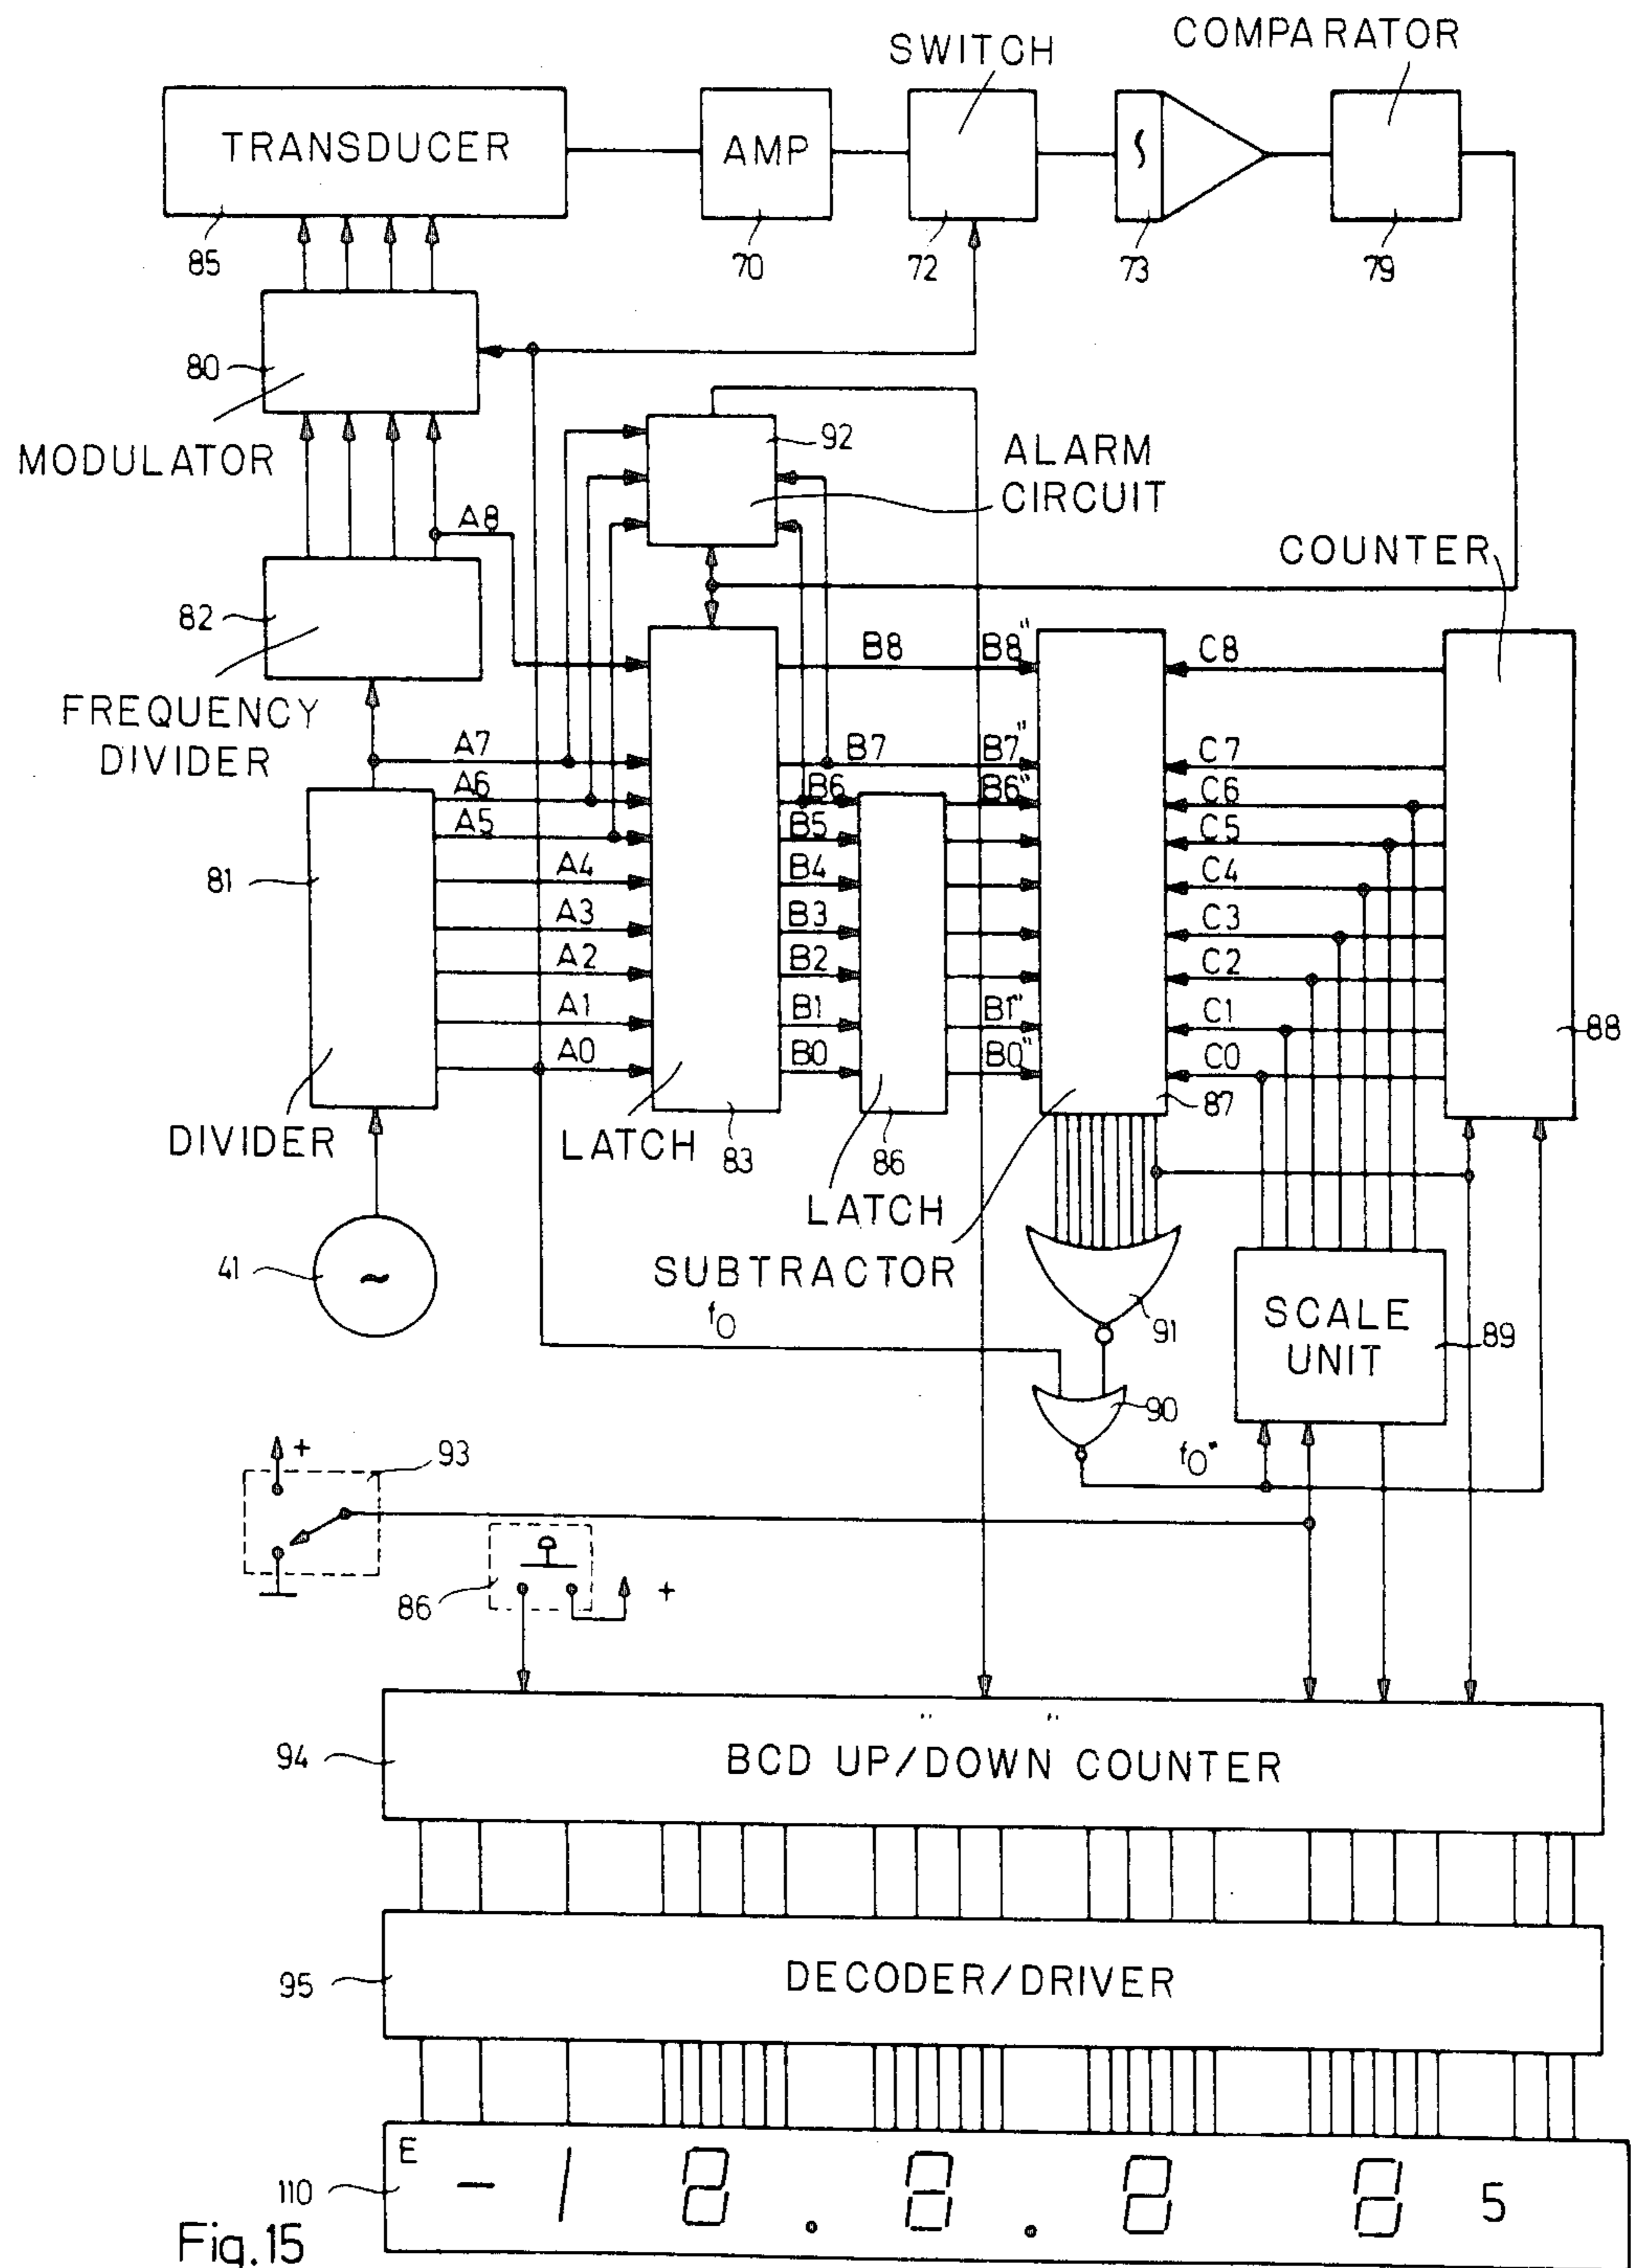 SWITCH
COMPARATOR
TRANSDUCER
AMP
∫
85
70
72
73
79
80
MODULATOR
92
ALARM
CIRCUIT
A8
COUNTER
82
FREQUENCY
DIVIDER
B8
B8"
C8
A7
B7
B7"
C7
A6
B6
B6"
C6
A5
B5
C5
81
A4
B4
C4
A3
B3
C3
A2
B2
C2
A1
B1
B1"
C1
88
A0
B0
B0"
C0
87
DIVIDER
LATCH
83
86
LATCH
SUBTRACTOR
41
~
f0
91
SCALE
UNIT
89
90
f0"
+
93
86
+
94
BCD UP/DOWN COUNTER
95
DECODER/DRIVER
E
110
- 1 8 . 8 . 8 8 5
Fig.15